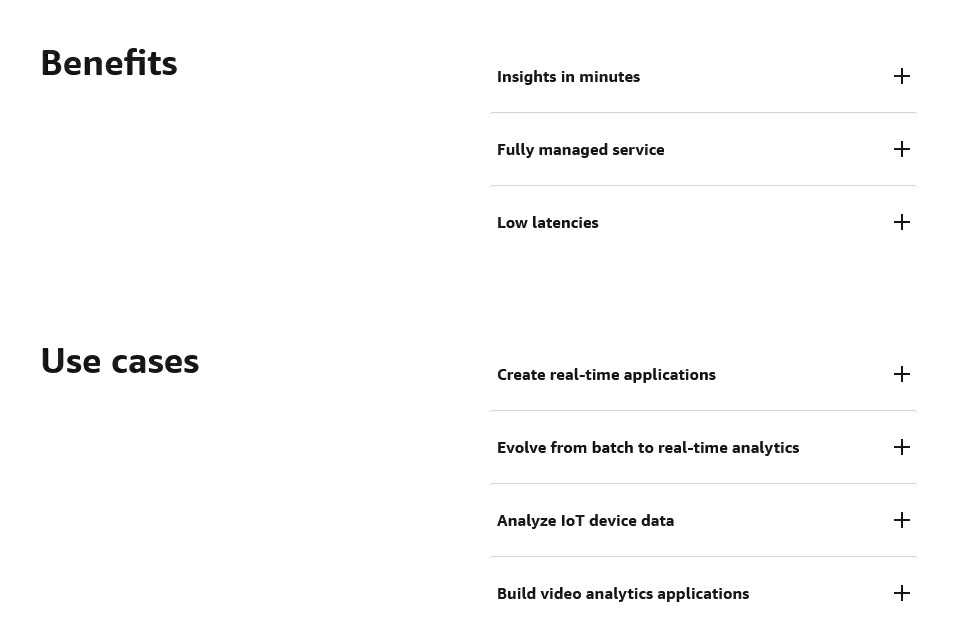 Benefits
Insights in minutes
Fully managed service
Low latencies
Use cases
Create real-time applications
Evolve from batch to real-time analytics
Analyze IoT device data
Build video analytics applications